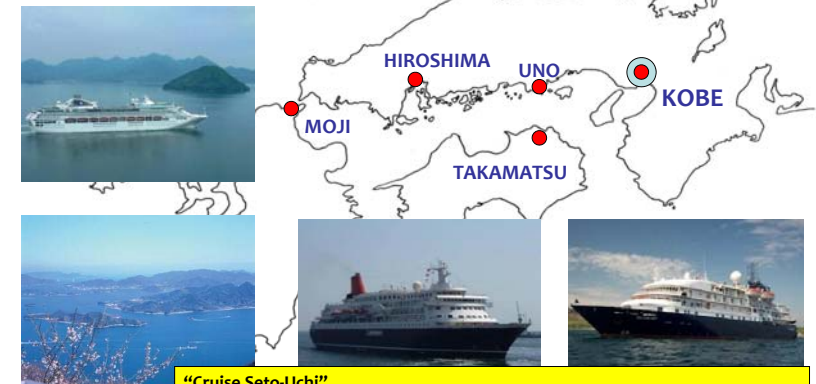 HIROSHIMA
UNO
KOBE
MOJI
TAKAMATSU
“Cruise Seto-Uchi”